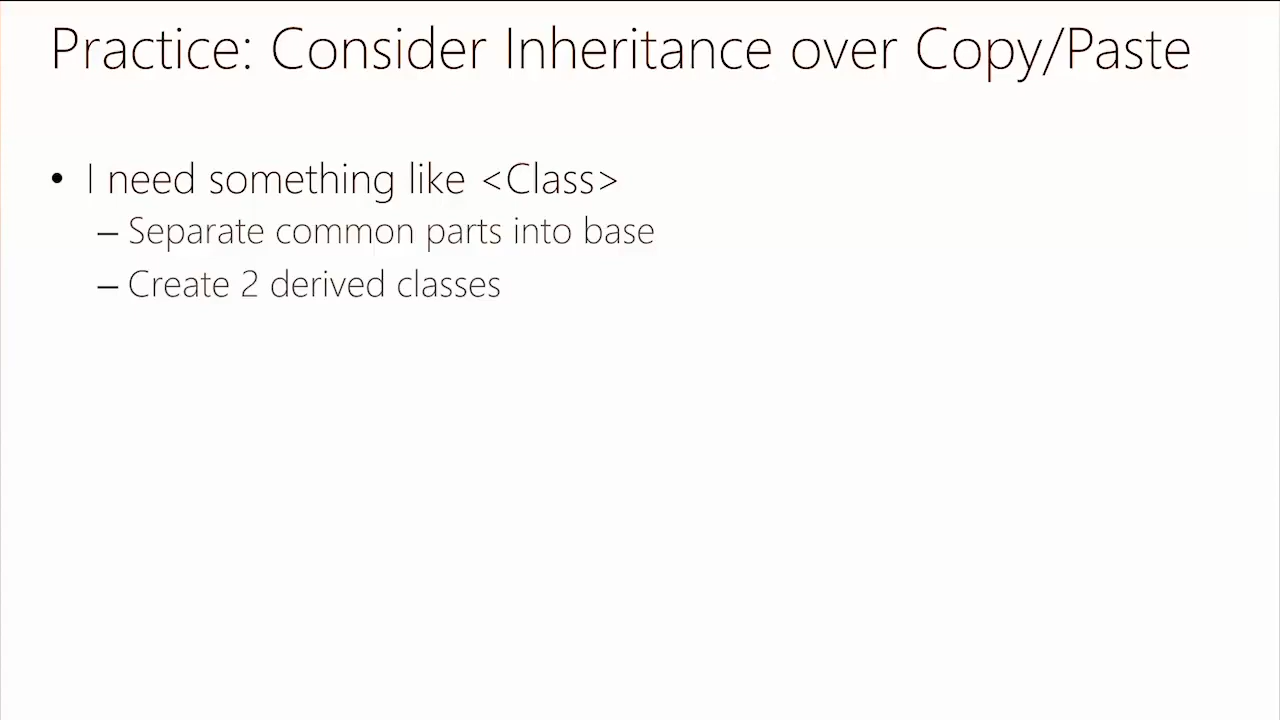 Practice: Consider Inheritance over Copy/Paste
• I need something like <Class>
– Separate common parts into base
– Create 2 derived classes